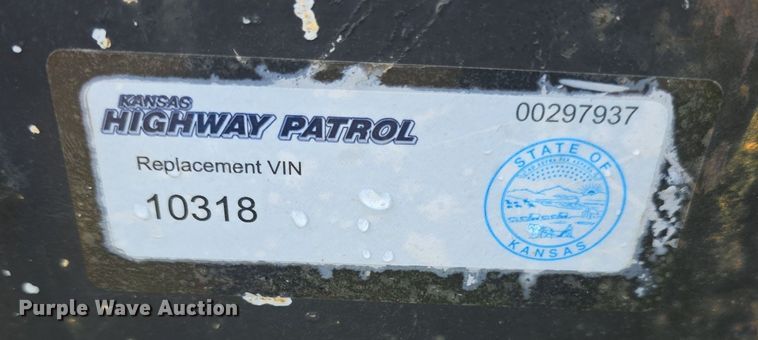 KANSAS
HIGHWAY PATROL
00297937
Replacement VIN
10318
STATE OF
KANSAS
Purple Wave Auction